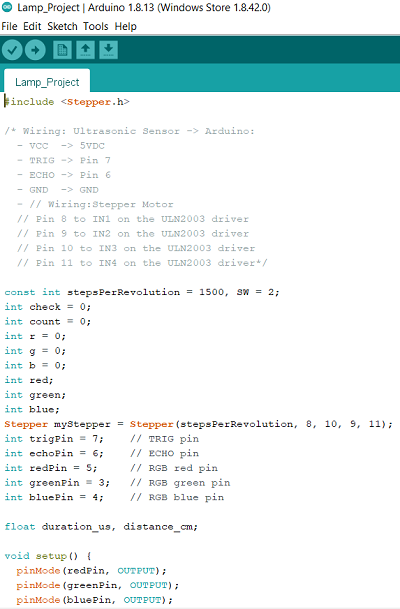 Lamp_Project | Arduino 1.8.13 (Windows Store 1.8.42.0)
File Edit Sketch Tools Help
Lamp_Project
#include <Stepper.h>
/* Wiring: Ultrasonic Sensor -> Arduino:
- VCC -> 5VDC
- TRIG -> Pin 7
- ECHO -> Pin 6
- GND -> GND
- // Wiring:Stepper Motor
// Pin 8 to IN1 on the ULN2003 driver
// Pin 9 to IN2 on the ULN2003 driver
// Pin 10 to IN3 on the ULN2003 driver
// Pin 11 to IN4 on the ULN2003 driver*/
const int stepsPerRevolution = 1500, SW = 2;
int check = 0;
int count = 0;
int r = 0;
int g = 0;
int b = 0;
int red;
int green;
int blue;
Stepper myStepper = Stepper(stepsPerRevolution, 8, 10, 9, 11);
int trigPin = 7; // TRIG pin
int echoPin = 6; // ECHO pin
int redPin = 5; // RGB red pin
int greenPin = 3; // RGB green pin
int bluePin = 4; // RGB blue pin
float duration_us, distance_cm;
void setup() {
pinMode(redPin, OUTPUT);
pinMode(greenPin, OUTPUT);
pinMode(bluePin, OUTPUT);